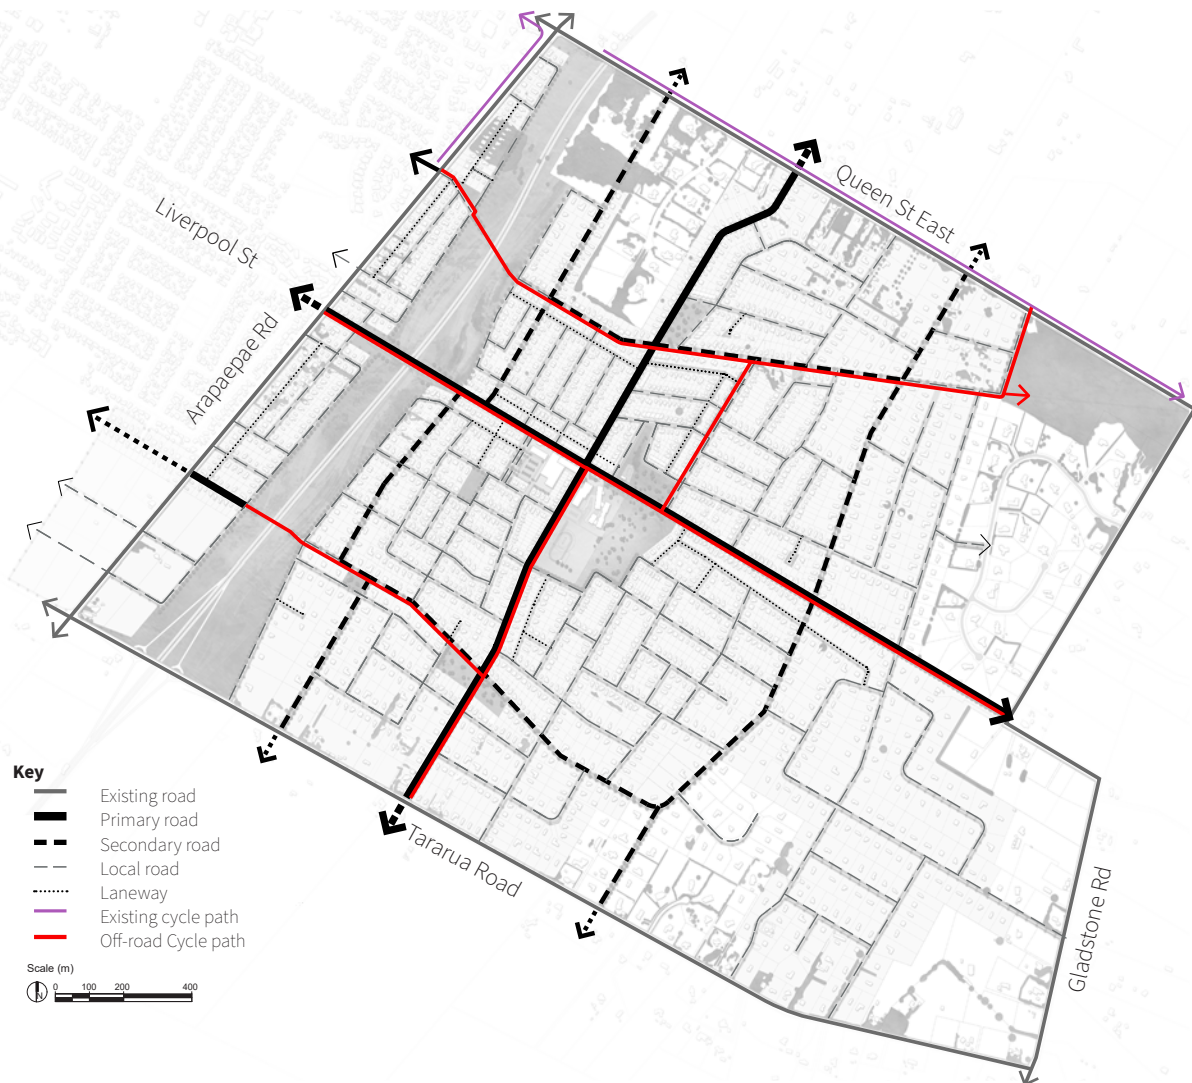 Queen St East
Liverpool St
Arapaepae Rd
Tararua Road
Gladstone Rd
Key
Existing road
Primary road
Secondary road
Local road
Laneway
Existing cycle path
Off-road Cycle path
Scale (m)
N
0 100 200 400